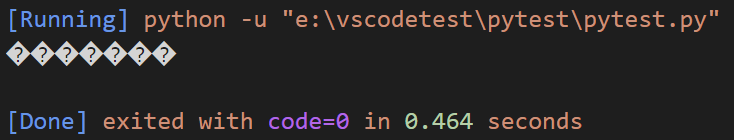 [Running] python -u "e:\vscodetest\pytest\pytest.py"
�������
[Done] exited with code=0 in 0.464 seconds